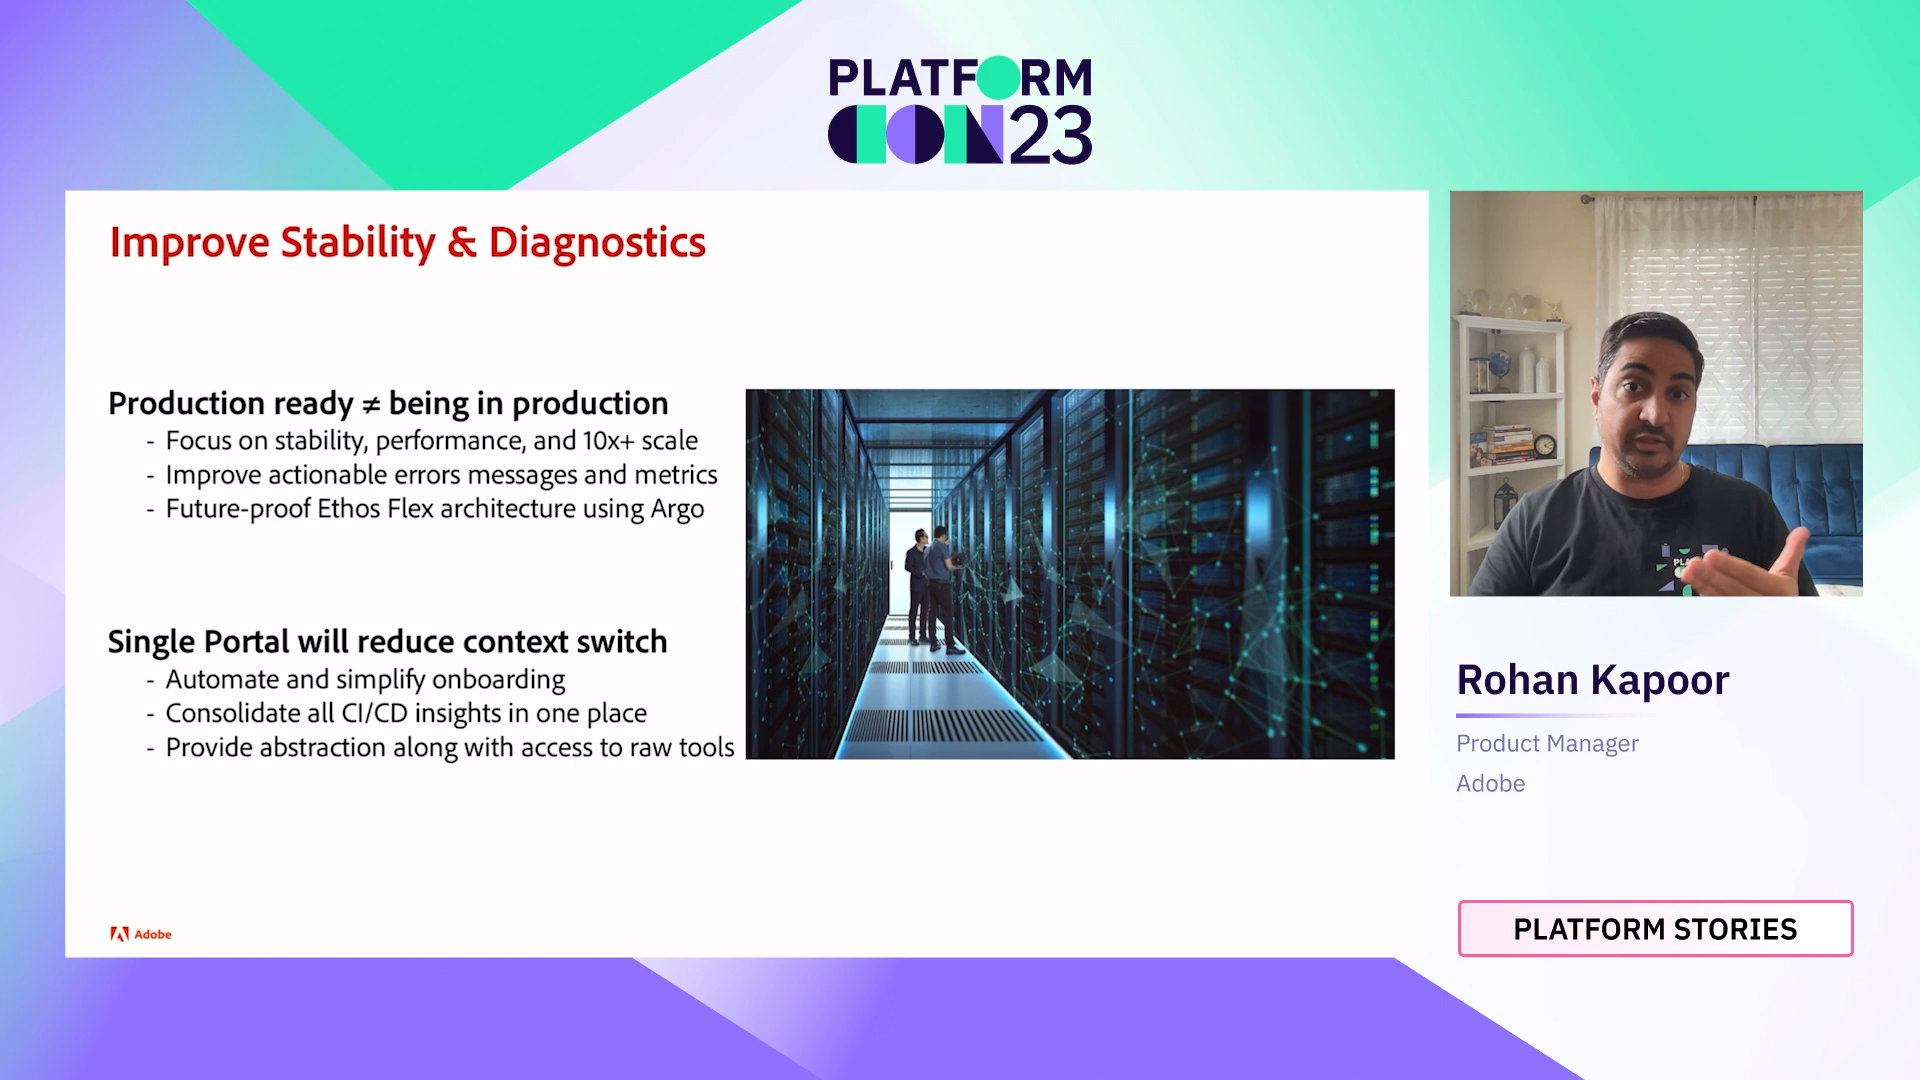 PLATFORM
CON23
Improve Stability & Diagnostics
Production ready ≠ being in production
- Focus on stability, performance, and 10x+ scale
- Improve actionable errors messages and metrics
- Future-proof Ethos Flex architecture using Argo
Single Portal will reduce context switch
- Automate and simplify onboarding
- Consolidate all CI/CD insights in one place
- Provide abstraction along with access to raw tools
Adobe
Rohan Kapoor
Product Manager
Adobe
PLATFORM STORIES